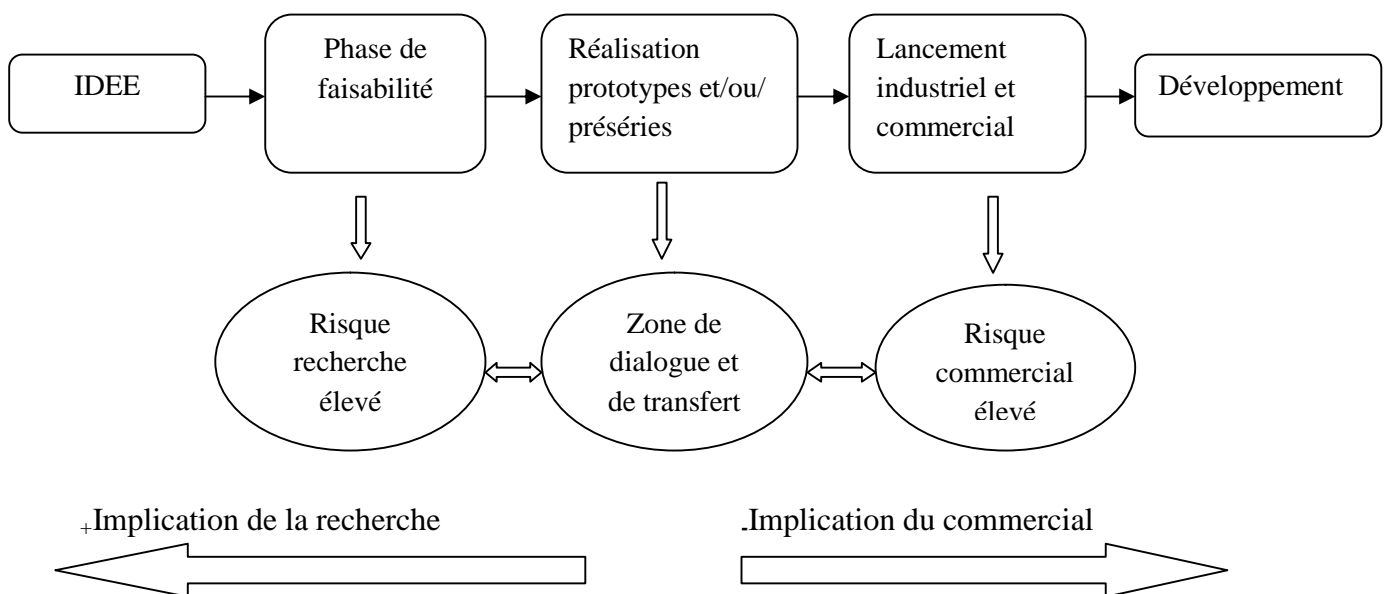 IDEE
Phase de
faisabilité
Réalisation
prototypes et/ou/
préséries
Lancement
industriel et
commercial
Développement
Risque
recherche
élevé
Zone de
dialogue et
de transfert
Risque
commercial
élevé
+Implication de la recherche
-Implication du commercial